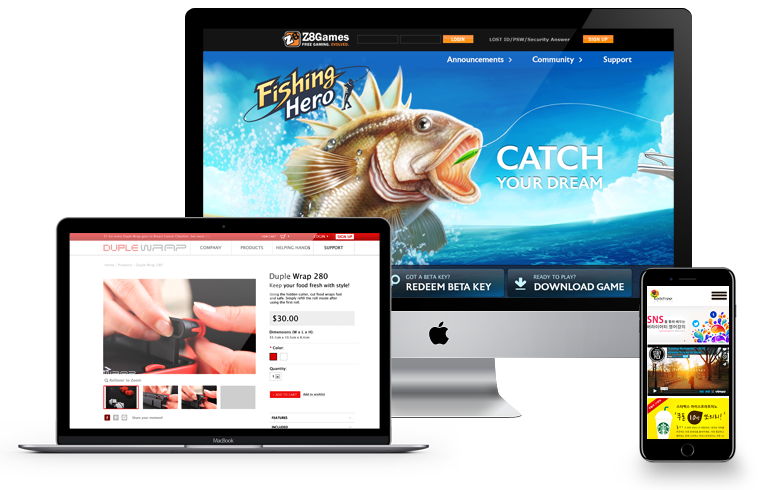 Z8Games
FREE GAMING. EVOLVED.
LOGIN
LOST ID/PSW/Security Answer
SIGN UP
Announcements
Community
Support
Fishing
Hero
CATCH
YOUR DREAM
GOT A BETA KEY?
REDEEM BETA KEY
READY TO PLAY?
DOWNLOAD GAME
LOGIN
SIGN UP
DUPLEWRAP
COMPANY
PRODUCTS
HELPING HANDS
SUPPORT
Home / Products / Duple Wrap 280
Duple Wrap 280
Keep your food fresh with style!
Using the hidden cutter, cut food wraps fast
and safe. Simply refill the roll inside after
using the first roll.
$30.00
Dimensions (W x L x H)
* Color:
Quantity:
1
ADD TO CART
Add to wishlist
Rollover to Zoom
Share your moment!
FEATURES
INCLUDED
MacBook
SNS
vimeo